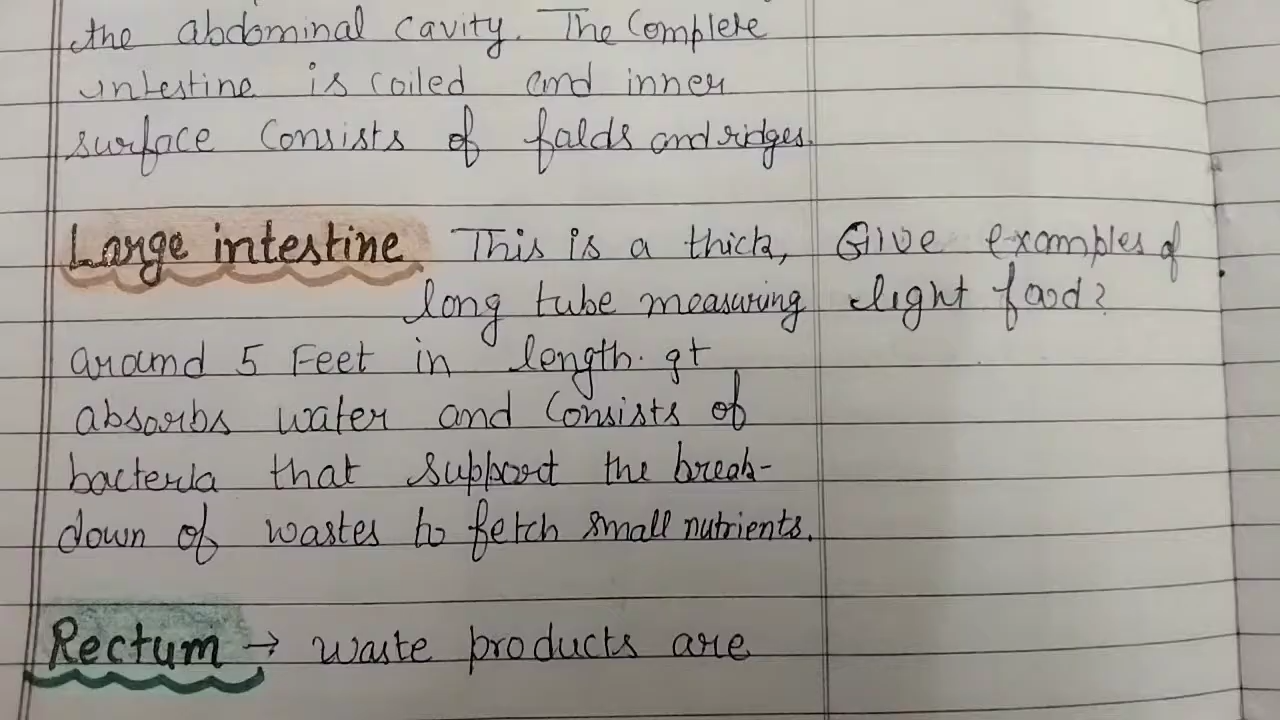 the abdominal cavity. The Complete
intestine is coiled and inner
surface Consists of falds and ridges.
Large intestine This is a thick,
long tube measuring
around 5 Feet in length. It
absorbs water and Consists of
bacteria that support the break-
down of wastes to fetch small nutrients.
Rectum → waste products are
Give examples of
light food?